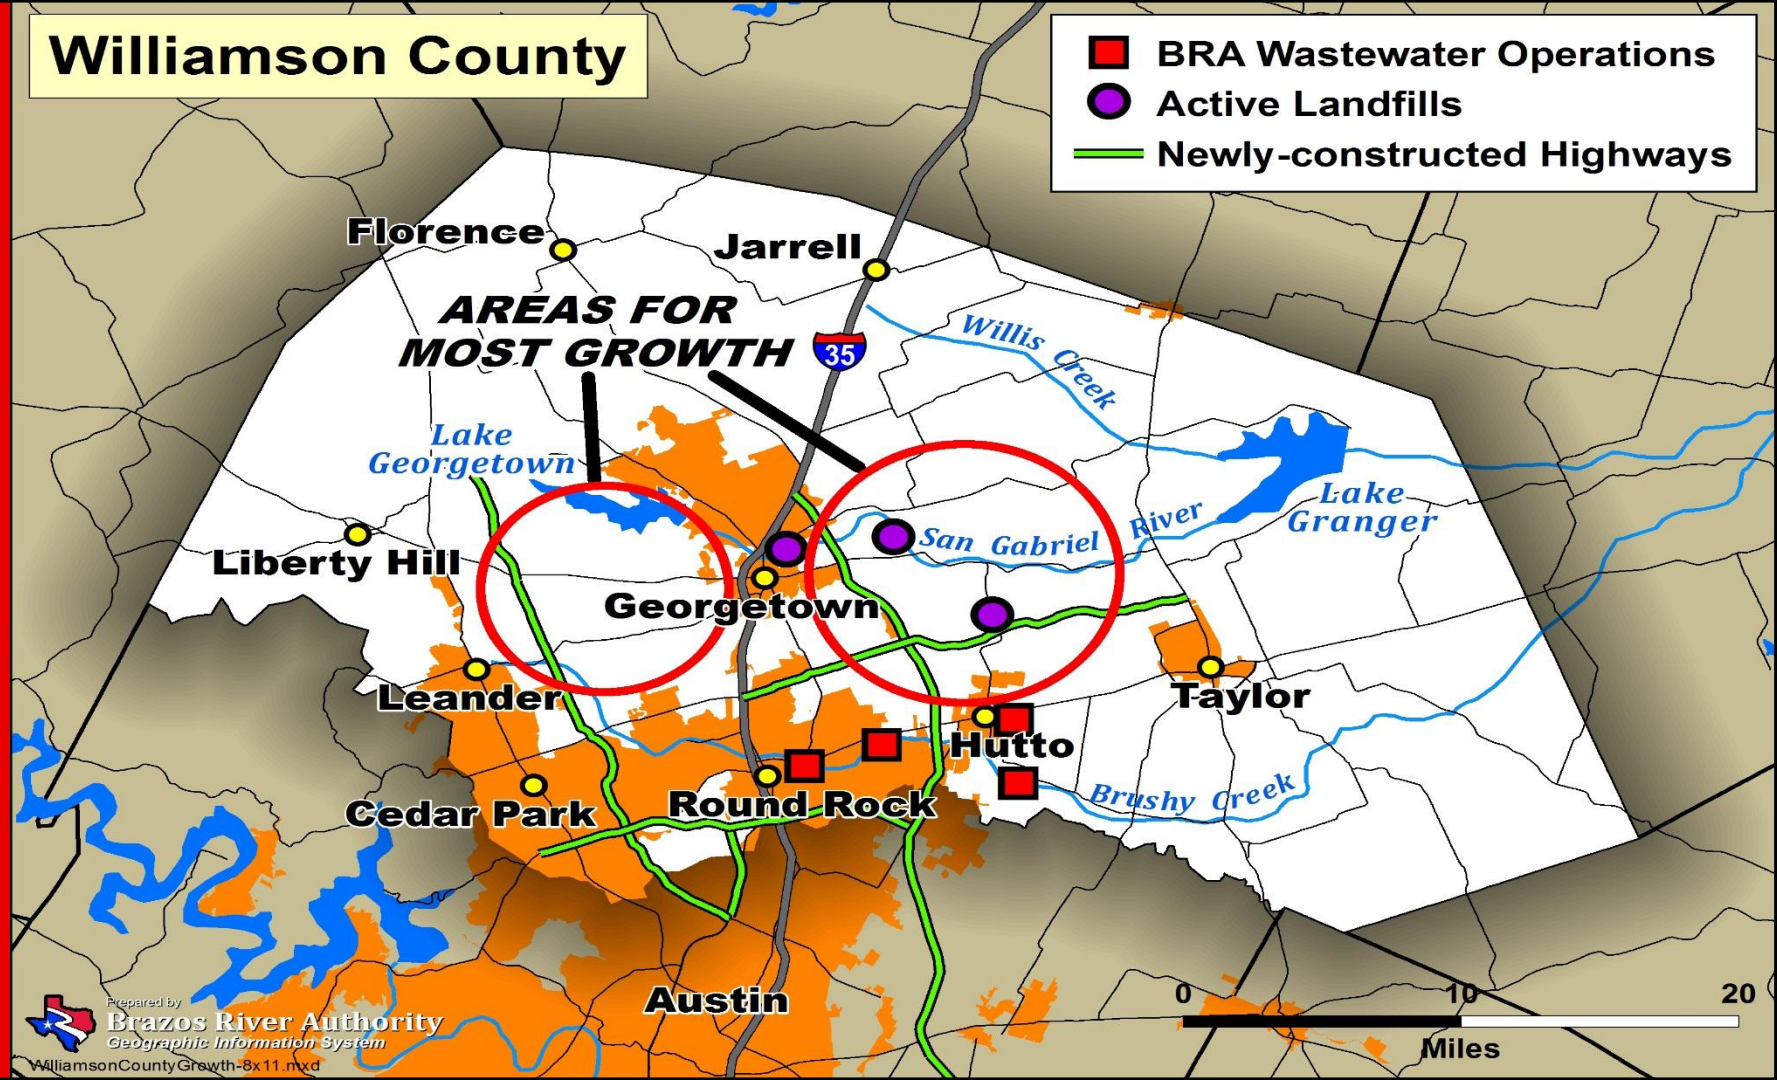 Williamson County
BRA Wastewater Operations
Active Landfills
Newly-constructed Highways
Florence
Jarrell
AREAS FOR
MOST GROWTH
35
Willis Creek
Lake
Georgetown
Lake
Granger
San Gabriel River
Liberty Hill
Georgetown
Leander
Taylor
Hutto
Cedar Park
Round Rock
Brushy Creek
Austin
0 10 20
Miles
Prepared by
Brazos River Authority
Geographic Information System
WilliamsonCountyGrowth-8x11.mxd